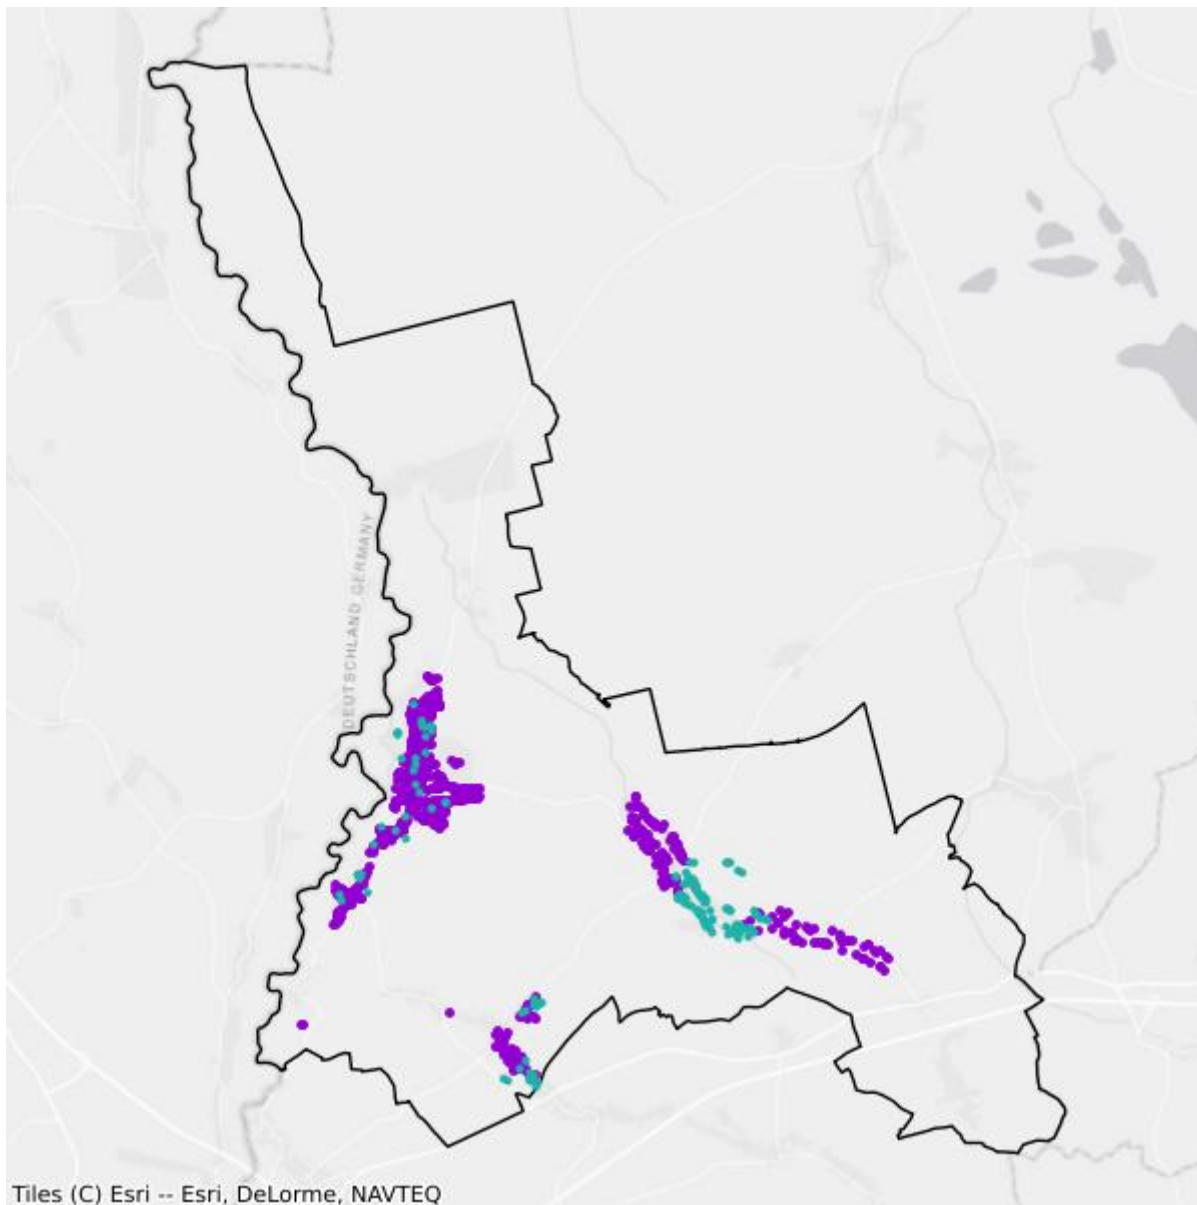 DEUTSCHLAND GERMANY
Tiles (C) Esri -- Esri, DeLorme, NAVTEQ